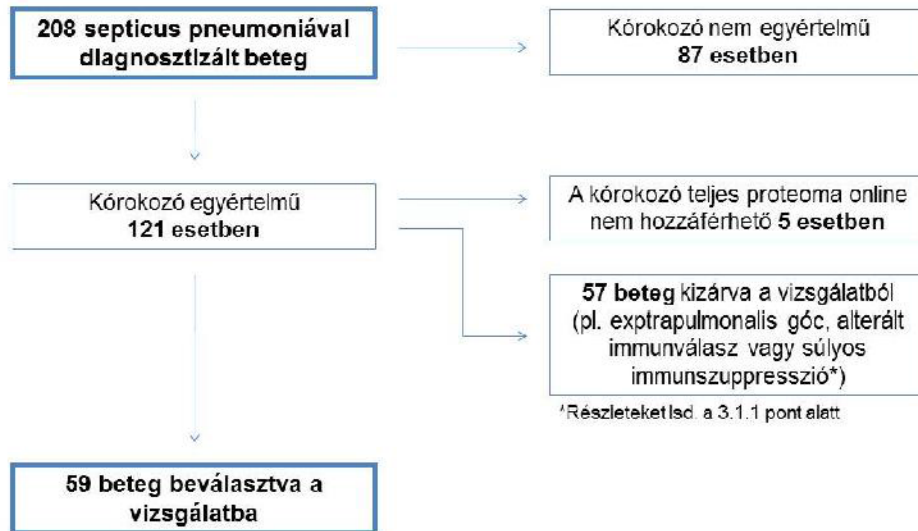 208 septicus pneumoniával
diagnosztizált beteg
Kórokozó nem egyértelmű
87 esetben
Kórokozó egyértelmű
121 esetben
A kórokozó teljes proteoma online
nem hozzáférhető 5 esetben
57 beteg kizárva a vizsgálatból
(pl. exptrapulmonalis góc, alterált
immunválasz vagy súlyos
immunszuppresszió*)
*Részleteket lsd. a 3.1.1 pont alatt
59 beteg beválasztva a
vizsgálatba